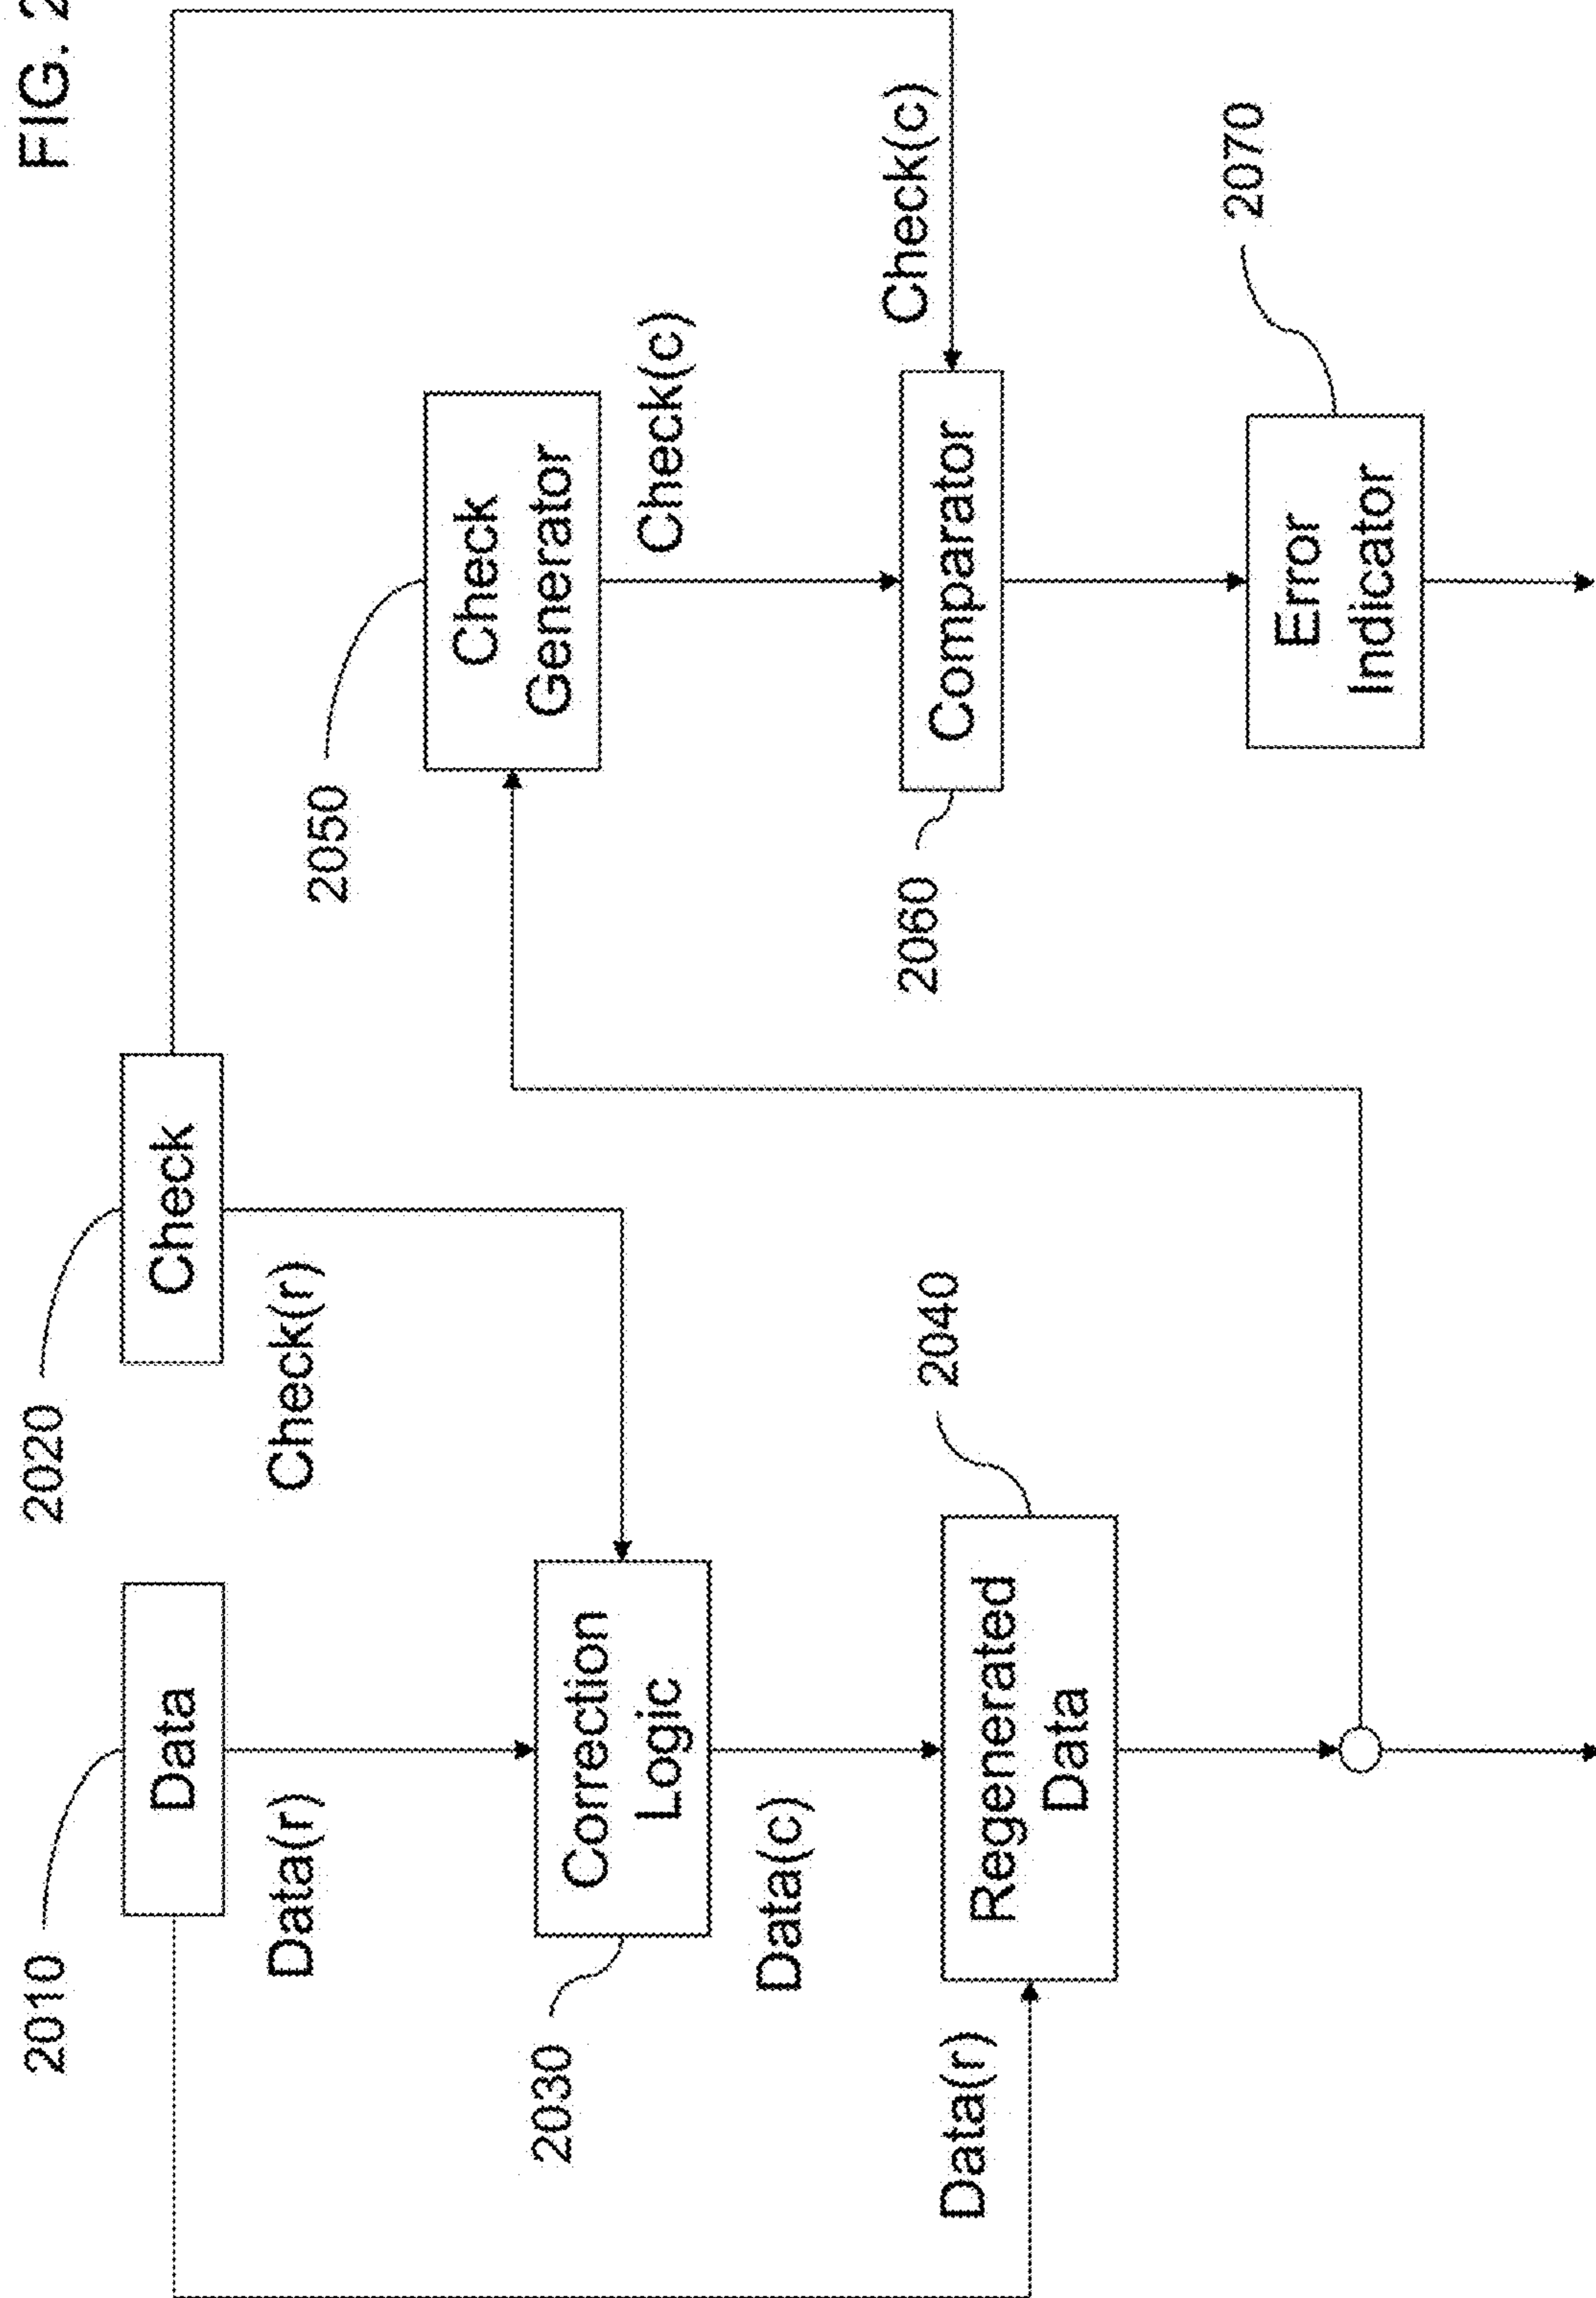 FIG. 2
2010
2020
Data
Check
Data(r)
Check(r)
2050
Check
Generator
Correction
Logic
2030
Check(c)
Data(c)
Check(c)
2060
Comparator
2040
Regenerated
Data
Data(r)
2070
Error
Indicator